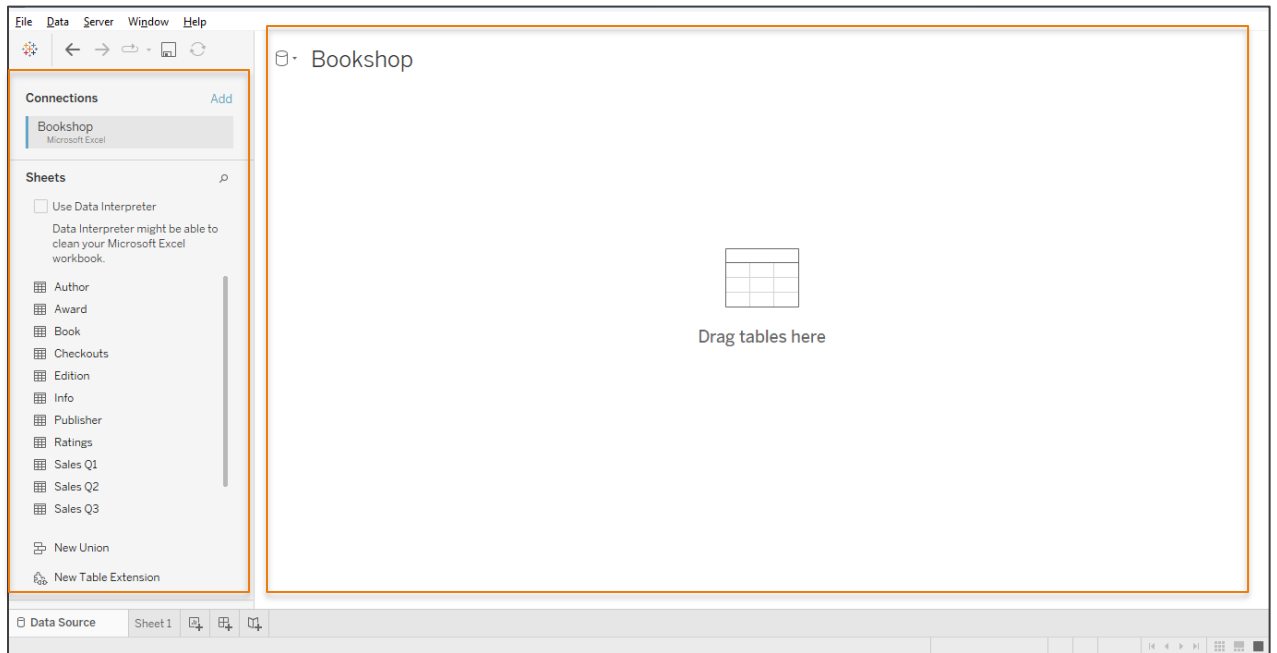 File Data Server Window Help
Bookshop
Connections Add
Bookshop
Microsoft Excel
Sheets
Use Data Interpreter
Data Interpreter might be able to
clean your Microsoft Excel
workbook.
Author
Award
Book
Checkouts
Edition
Info
Publisher
Ratings
Sales Q1
Sales Q2
Sales Q3
New Union
New Table Extension
Drag tables here
Data Source Sheet 1